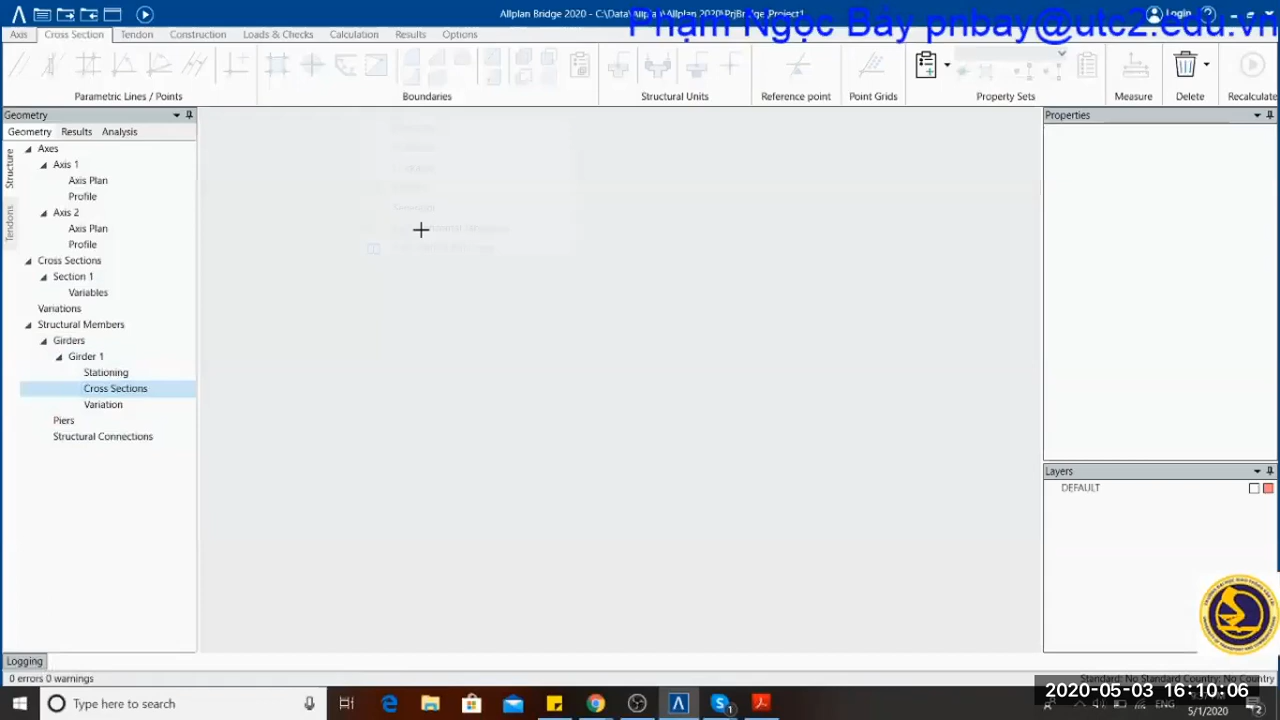 Allplan Bridge 2020 - C:\Data\Allplan\Allplan 2020\PrjBridge\Project1
Login
Phạm Ngọc Bảy pnbay@utc2.edu.vn
Axis Cross Section Tendon Construction Loads & Checks Calculation Results Options
Parametric Lines / Points Boundaries Structural Units Reference point Point Grids Property Sets Measure Delete Recalculate
Geometry
Properties
Geometry Results Analysis
Structure
Tendons
Axes
Axis 1
Axis Plan
Profile
Axis 2
Axis Plan
Profile
Cross Sections
Section 1
Variables
Variations
Structural Members
Girders
Girder 1
Stationing
Cross Sections
Variation
Piers
Structural Connections
Layers
DEFAULT
Logging
0 errors 0 warnings
Standard: No Standard Country: No Country
2020-05-03 16:10:06
Type here to search
ENG
5/1/2020